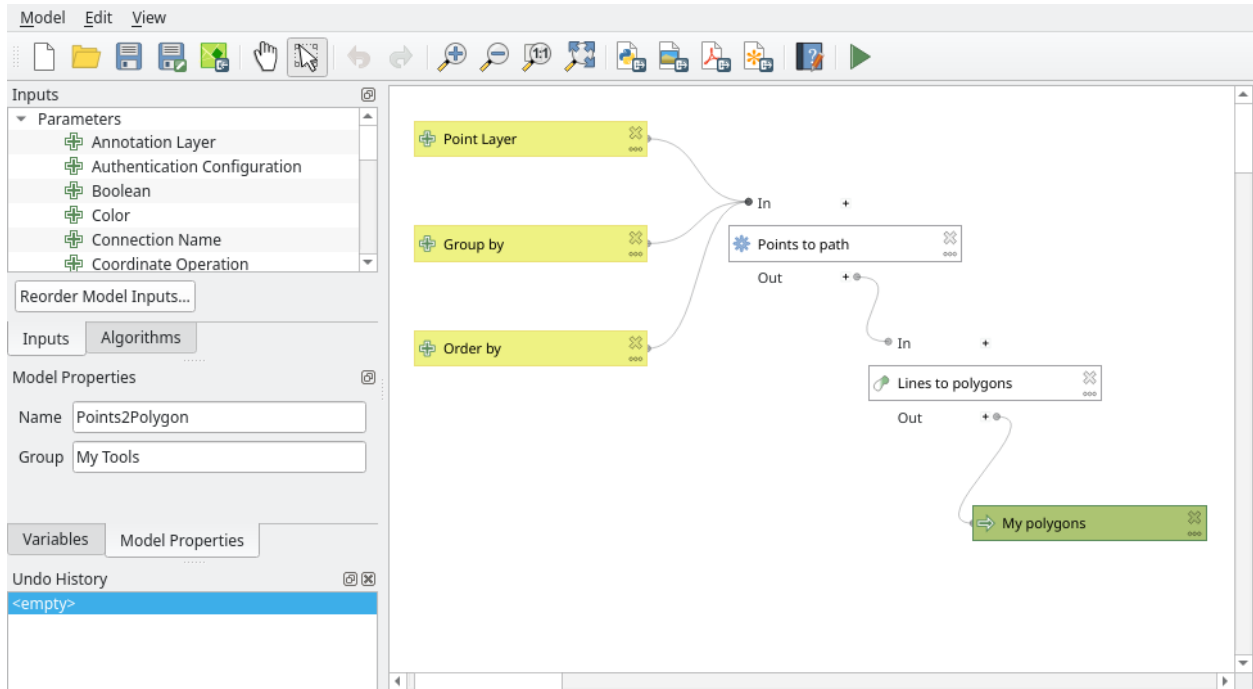 Model Edit View
1:1
Inputs
Parameters
Annotation Layer
Authentication Configuration
Boolean
Color
Connection Name
Coordinate Operation
Reorder Model Inputs...
Inputs Algorithms
Model Properties
Name Points2Polygon
Group My Tools
Variables Model Properties
Undo History
<empty>
Point Layer
Group by
Order by
In +
Points to path
Out +
In +
Lines to polygons
Out +
My polygons